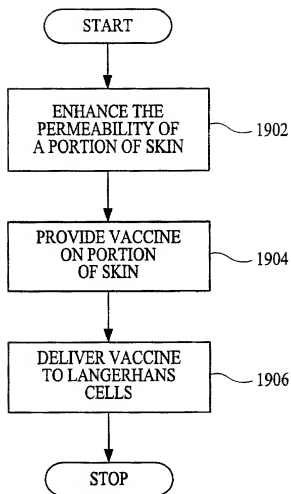 START
ENHANCE THE
PERMEABILITY OF
A PORTION OF SKIN
1902
PROVIDE VACCINE
ON PORTION
OF SKIN
1904
DELIVER VACCINE
TO LANGERHANS
CELLS
1906
STOP